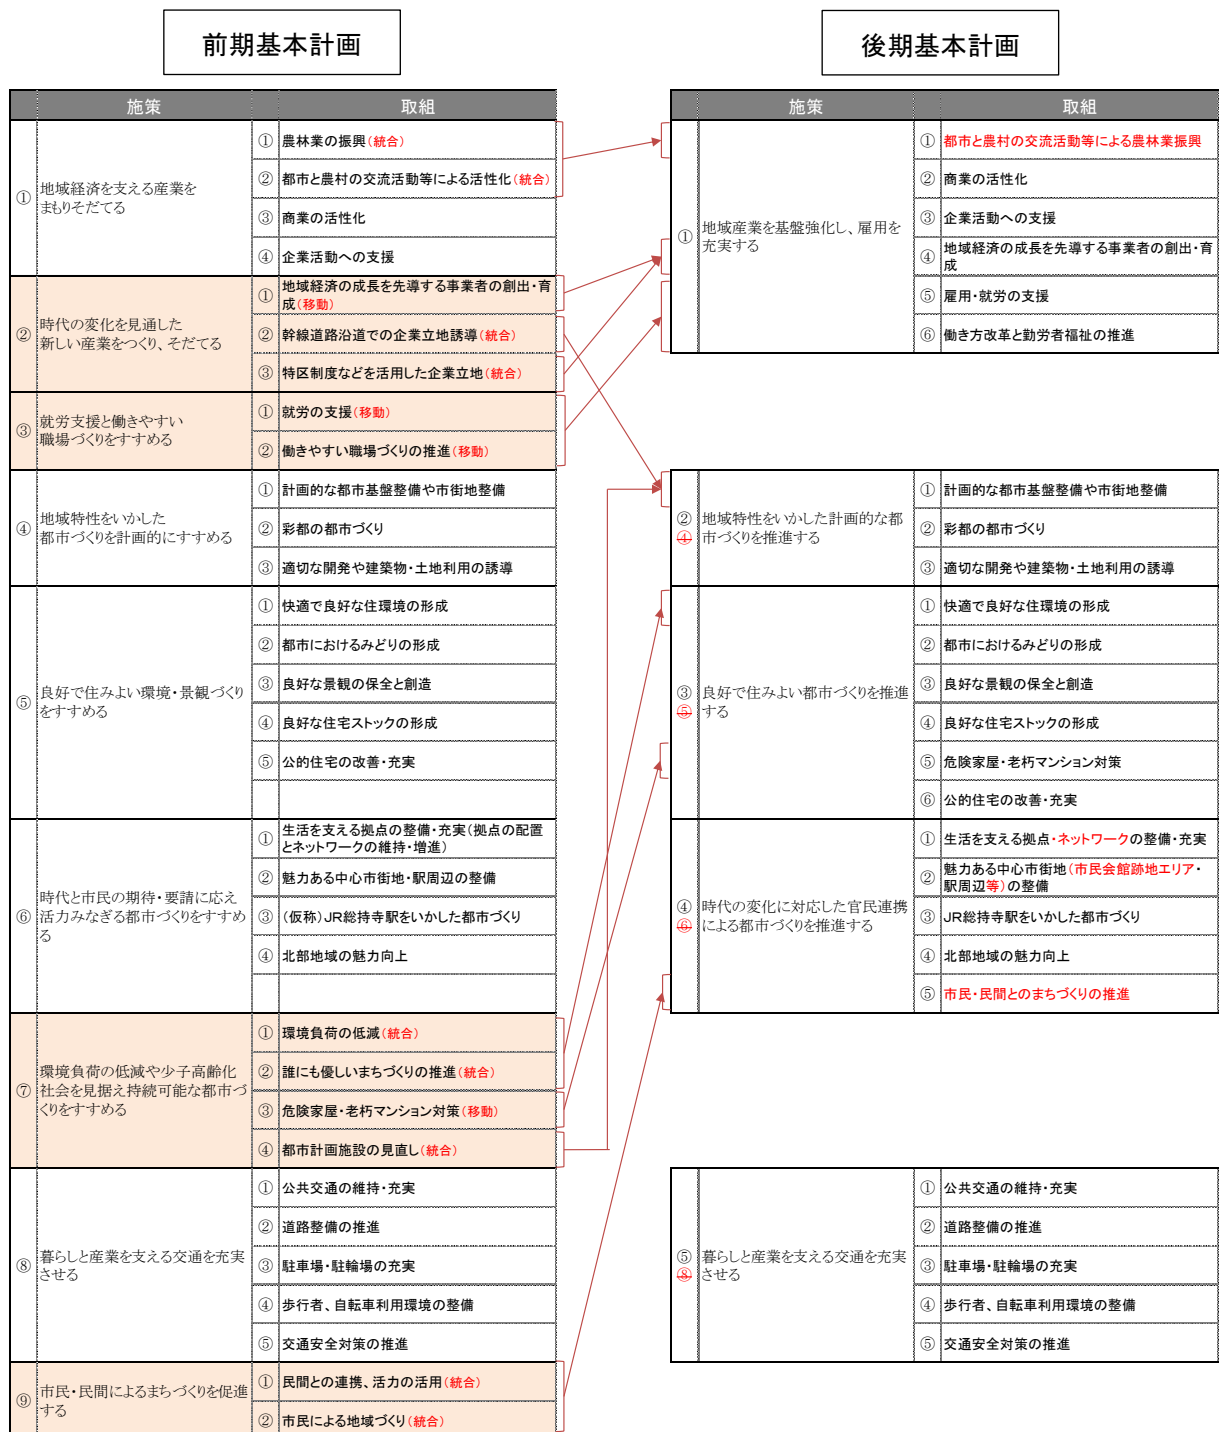 前期基本計画
施策 取組
① 地域経済を支える産業を
まもりそだてる
① 農林業の振興(統合)
② 都市と農村の交流活動等による活性化(統合)
③ 商業の活性化
④ 企業活動への支援
② 時代の変化を見通した
新しい産業をつくり、そだてる
① 地域経済の成長を先導する事業者の創出・育
成(移動)
② 幹線道路沿道での企業立地誘導(統合)
③ 特区制度などを活用した企業立地(統合)
③ 就労支援と働きやすい
職場づくりをすすめる
① 就労の支援(移動)
② 働きやすい職場づくりの推進(移動)
④ 地域特性をいかした
都市づくりを計画的にすすめる
① 計画的な都市基盤整備や市街地整備
② 彩都の都市づくり
③ 適切な開発や建築物・土地利用の誘導
⑤ 良好で住みよい環境・景観づくり
をすすめる
① 快適で良好な住環境の形成
② 都市におけるみどりの形成
③ 良好な景観の保全と創造
④ 良好な住宅ストックの形成
⑤ 公的住宅の改善・充実
⑥ 時代と市民の期待・要請に応え
活力みなぎる都市づくりをすすめ
る
① 生活を支える拠点の整備・充実(拠点の配置
とネットワークの維持・増進)
② 魅力ある中心市街地・駅周辺の整備
③ (仮称)JR総持寺駅をいかした都市づくり
④ 北部地域の魅力向上
⑦ 環境負荷の低減や少子高齢化
社会を見据え持続可能な都市づ
くりをすすめる
① 環境負荷の低減(統合)
② 誰にも優しいまちづくりの推進(統合)
③ 危険家屋・老朽マンション対策(移動)
④ 都市計画施設の見直し(統合)
⑧ 暮らしと産業を支える交通を充実
させる
① 公共交通の維持・充実
② 道路整備の推進
③ 駐車場・駐輪場の充実
④ 歩行者、自転車利用環境の整備
⑤ 交通安全対策の推進
⑨ 市民・民間によるまちづくりを促進
する
① 民間との連携、活力の活用(統合)
② 市民による地域づくり(統合)
後期基本計画
施策 取組
① 地域産業を基盤強化し、雇用を
充実する
① 都市と農村の交流活動等による農林業振興
② 商業の活性化
③ 企業活動への支援
④ 地域経済の成長を先導する事業者の創出・育
成
⑤ 雇用・就労の支援
⑥ 働き方改革と勤労者福祉の推進
② 地域特性をいかした計画的な都
④ 市づくりを推進する
① 計画的な都市基盤整備や市街地整備
② 彩都の都市づくり
③ 適切な開発や建築物・土地利用の誘導
③ 良好で住みよい都市づくりを推進
⑤ する
① 快適で良好な住環境の形成
② 都市におけるみどりの形成
③ 良好な景観の保全と創造
④ 良好な住宅ストックの形成
⑤ 危険家屋・老朽マンション対策
⑥ 公的住宅の改善・充実
④ 時代の変化に対応した官民連携
⑥ による都市づくりを推進する
① 生活を支える拠点・ネットワークの整備・充実
② 魅力ある中心市街地(市民会館跡地エリア・
駅周辺等)の整備
③ JR総持寺駅をいかした都市づくり
④ 北部地域の魅力向上
⑤ 市民・民間とのまちづくりの推進
⑤ 暮らしと産業を支える交通を充実
⑧ させる
① 公共交通の維持・充実
② 道路整備の推進
③ 駐車場・駐輪場の充実
④ 歩行者、自転車利用環境の整備
⑤ 交通安全対策の推進